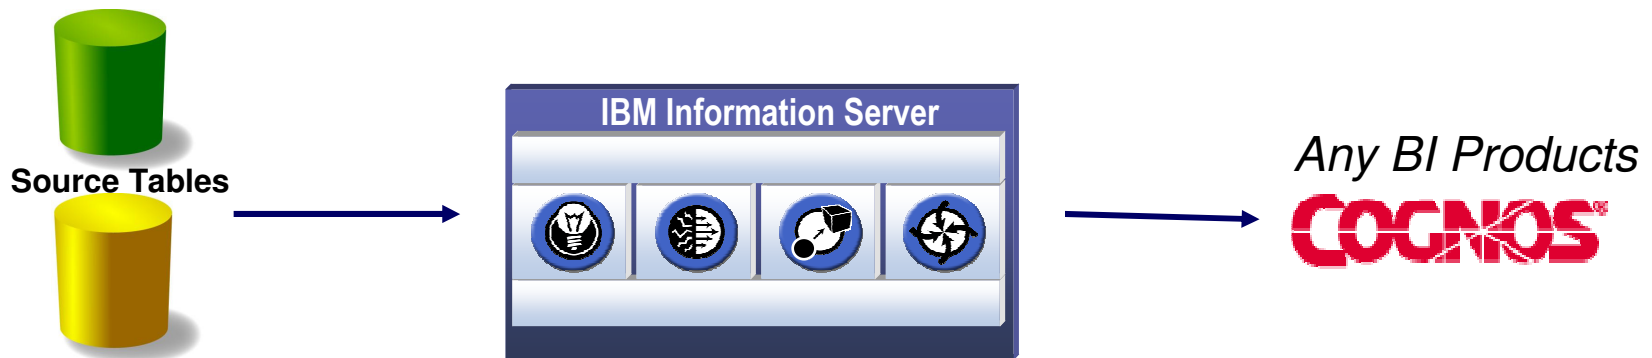 Source Tables
IBM Information Server
Any BI Products
COGNOS®